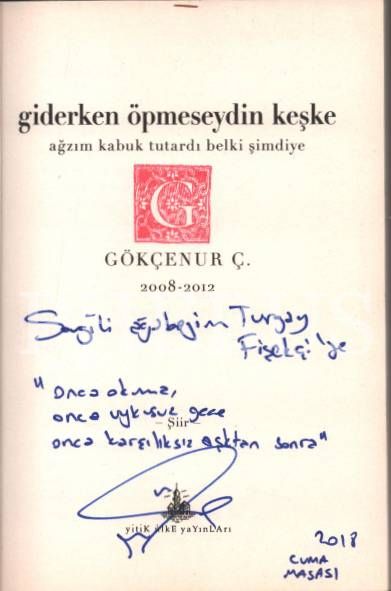 giderken öpmeseydin keşke
ağzım kabuk tutardı belki şimdiye
G
GÖKÇENUR Ç.
2008-2012
Sevgili ağabeyim Turgay
Fişekçi'ye
"onca okuma,
onca uykusuz gece
– Şiir –
onca karşılıksız aşktan sonra"
yitiK ülkE yaYınLArı
2018
CUMA
MASASI